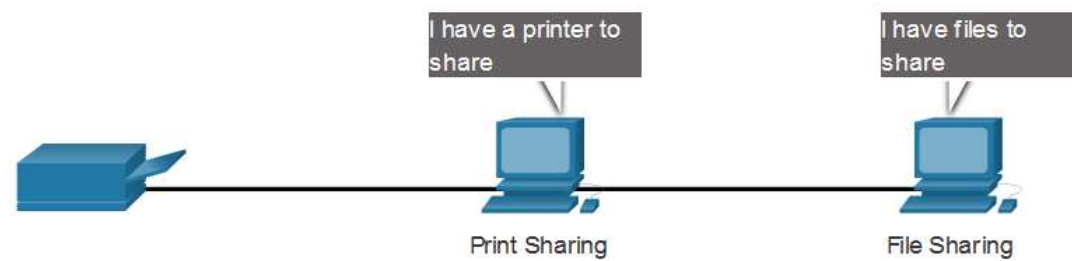 I have a printer to
share
I have files to
share
Print Sharing
File Sharing